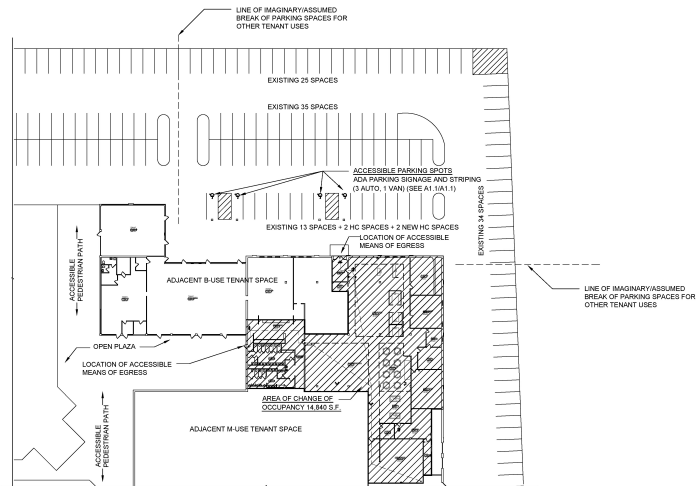 LINE OF IMAGINARY/ASSUMED
BREAK OF PARKING SPACES FOR
OTHER TENANT USES
EXISTING 25 SPACES
EXISTING 35 SPACES
ACCESSIBLE PARKING SPOTS
ADA PARKING SIGNAGE AND STRIPING
(3 AUTO, 1 VAN) (SEE A1.1/A1.1)
EXISTING 34 SPACES
EXISTING 13 SPACES + 2 HC SPACES + 2 NEW HC SPACES
LOCATION OF ACCESSIBLE
MEANS OF EGRESS
ACCESSIBLE
PEDESTRIAN PATH
ADJACENT B-USE TENANT SPACE
LINE OF IMAGINARY/ASSUMED
BREAK OF PARKING SPACES FOR
OTHER TENANT USES
OPEN PLAZA
LOCATION OF ACCESSIBLE
MEANS OF EGRESS
AREA OF CHANGE OF
OCCUPANCY 14,840 S.F.
ACCESSIBLE
PEDESTRIAN PATH
ADJACENT M-USE TENANT SPACE